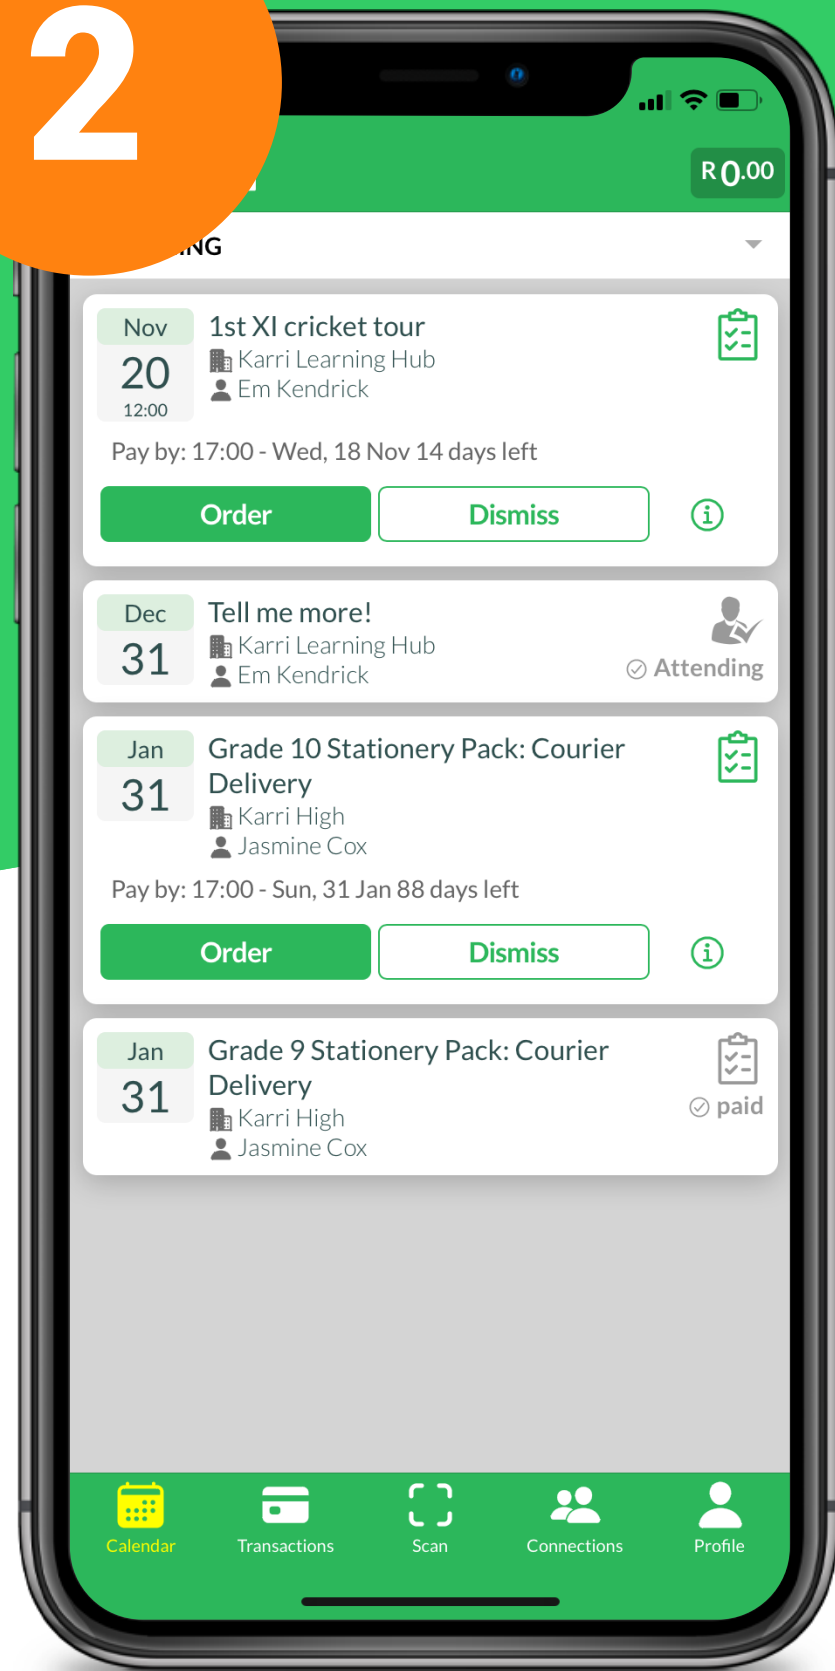 2
R 0.00
NG
Nov
20
12:00
1st XI cricket tour
Karri Learning Hub
Em Kendrick
Pay by: 17:00 - Wed, 18 Nov 14 days left
Order
Dismiss
Dec
31
Tell me more!
Karri Learning Hub
Em Kendrick
Attending
Jan
31
Grade 10 Stationery Pack: Courier
Delivery
Karri High
Jasmine Cox
Pay by: 17:00 - Sun, 31 Jan 88 days left
Order
Dismiss
Jan
31
Grade 9 Stationery Pack: Courier
Delivery
Karri High
Jasmine Cox
paid
Calendar
Transactions
Scan
Connections
Profile